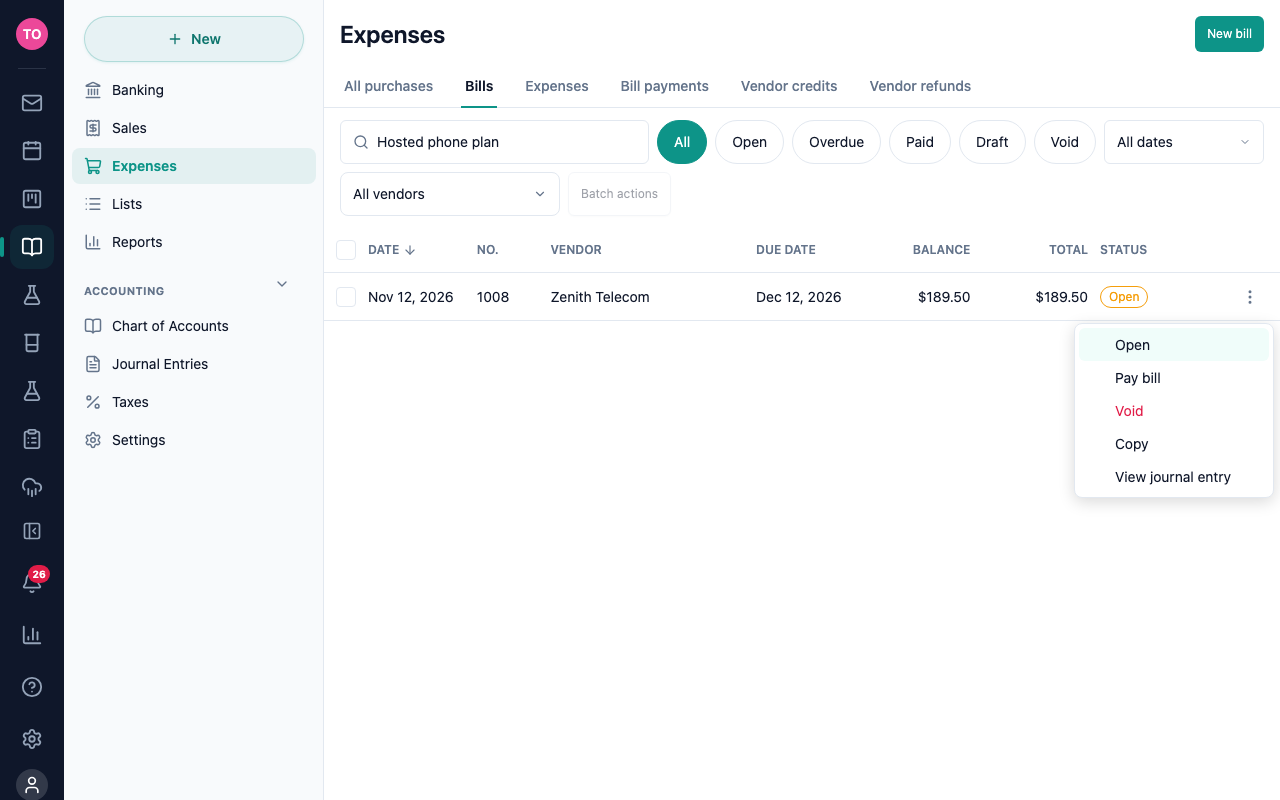 TO
New
Banking
Sales
Expenses
Lists
Reports
ACCOUNTING
Chart of Accounts
Journal Entries
Taxes
Settings
26
Expenses
New bill
All purchases Bills Expenses Bill payments Vendor credits Vendor refunds
Hosted phone plan All Open Overdue Paid Draft Void All dates
All vendors Batch actions
DATE NO. VENDOR DUE DATE BALANCE TOTAL STATUS
Nov 12, 2026 1008 Zenith Telecom Dec 12, 2026 $189.50 $189.50 Open
Open
Pay bill
Void
Copy
View journal entry